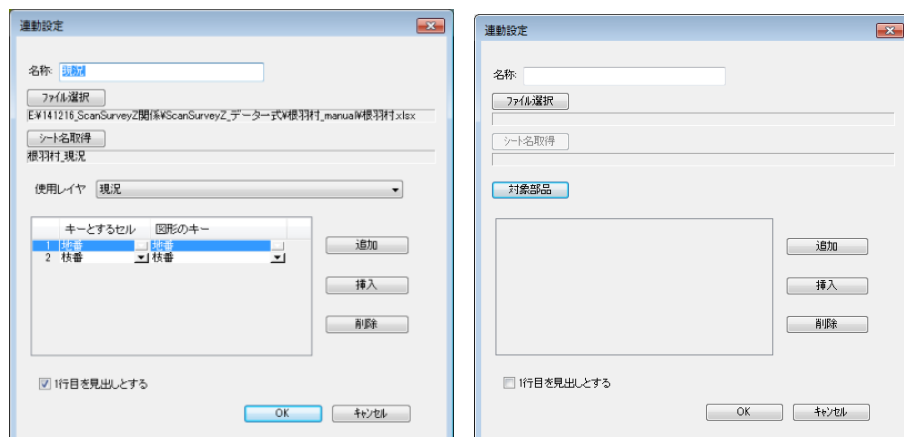 連動設定
名称: 現況
ファイル選択
E:¥141216_ScanSurveyZ関係¥ScanSurveyZ_データ一式¥根羽村_manual¥根羽村.xlsx
シート名取得
根羽村_現況
使用レイヤ 現況
キーとするセル 図形のキー
1 地番 地番
2 枝番 枝番
追加
挿入
削除
1行目を見出しとする
OK キャンセル
連動設定
名称:
ファイル選択
シート名取得
対象部品
追加
挿入
削除
1行目を見出しとする
OK キャンセル